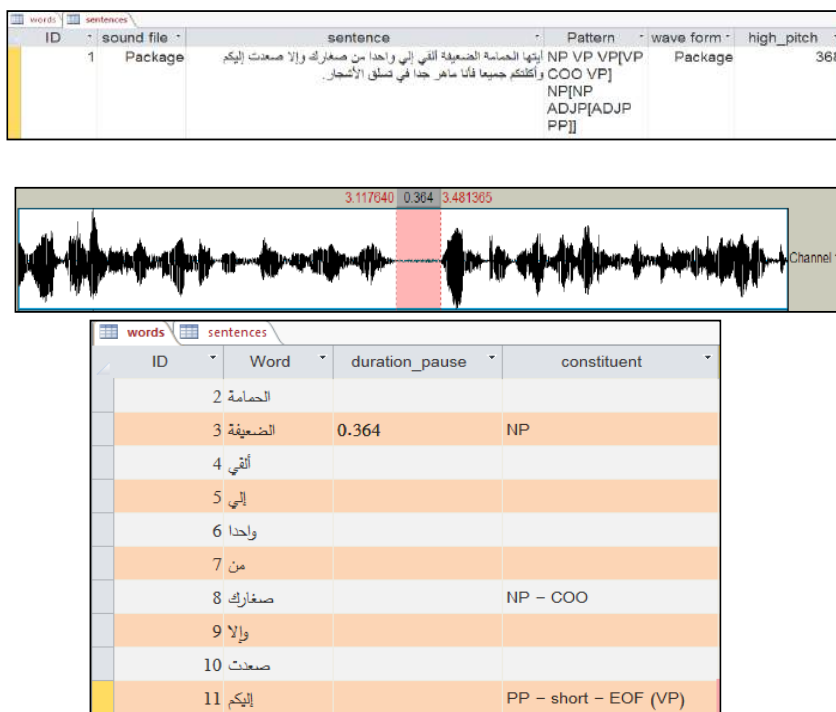 words sentences
ID sound file sentence Pattern wave form high_pitch
1 Package أيتها الحمامة الضعيفة ألقي إلي واحدا من صغارك وإلا صعدت إليكم NP VP VP[VP Package 368
وأكلتكم جميعا فأنا ماهر جدا في تسلق الأشجار. COO VP]
NP[NP
ADJP[ADJP
PP]]
3.117640 0.364 3.481365
Channel
words sentences
ID Word duration_pause constituent
2 الحمامة
3 الضعيفة 0.364 NP
4 ألقي
5 إلي
6 واحدا
7 من
8 صغارك NP – COO
9 وإلا
10 صعدت
11 إليكم PP – short – EOF (VP)